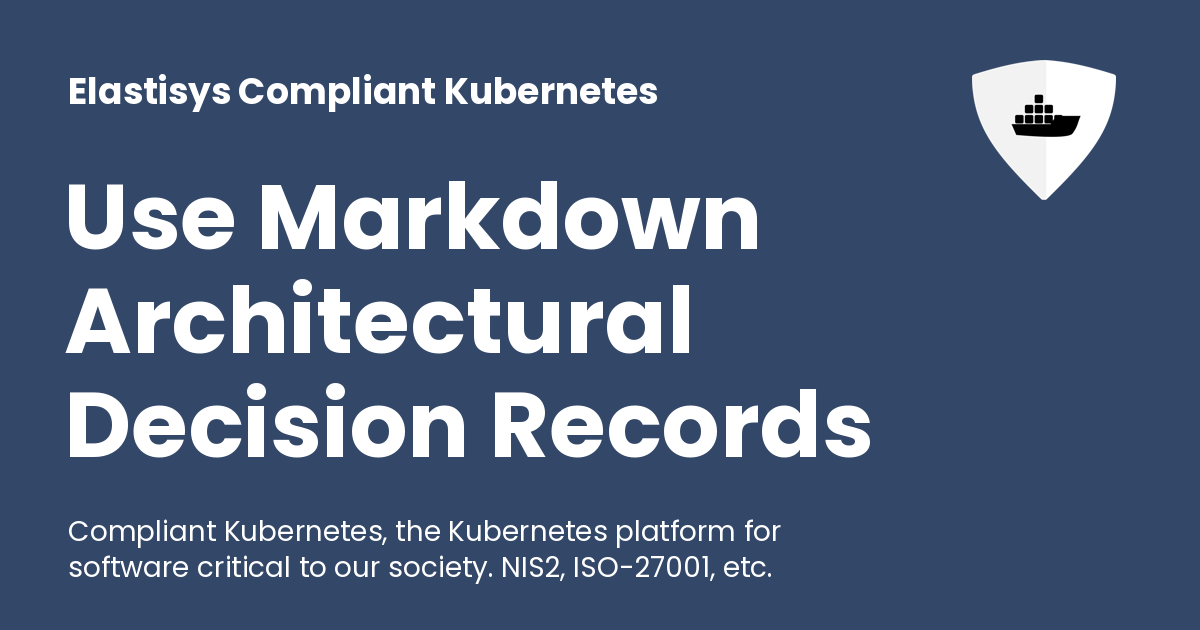 Elastisys Compliant Kubernetes
Use Markdown
Architectural
Decision Records
Compliant Kubernetes, the Kubernetes platform for
software critical to our society. NIS2, ISO-27001, etc.